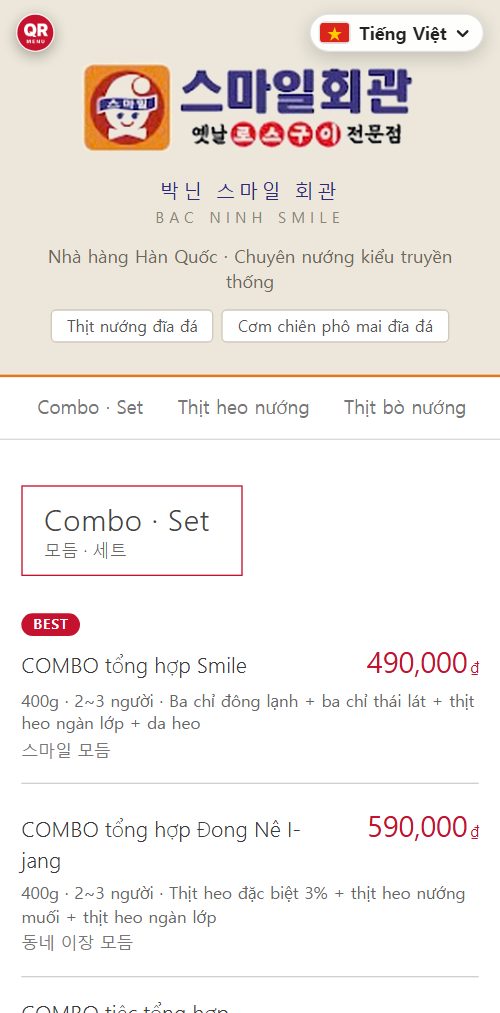 QR
MENU
Tiếng Việt
스마일
스마일회관
옛날 로스구이 전문점
박닌 스마일 회관
BAC NINH SMILE
Nhà hàng Hàn Quốc · Chuyên nướng kiểu truyền
thống
Thịt nướng đĩa đá
Cơm chiên phô mai đĩa đá
Combo · Set
Thịt heo nướng
Thịt bò nướng
Combo · Set
모듬 · 세트
BEST
COMBO tổng hợp Smile
490,000₫
400g · 2~3 người · Ba chỉ đông lạnh + ba chỉ thái lát + thịt
heo ngàn lớp + da heo
스마일 모듬
COMBO tổng hợp Đong Nê I-
jang
590,000₫
400g · 2~3 người · Thịt heo đặc biệt 3% + thịt heo nướng
muối + thịt heo ngàn lớp
동네 이장 모듬
COMBO tiệc tổng hợp